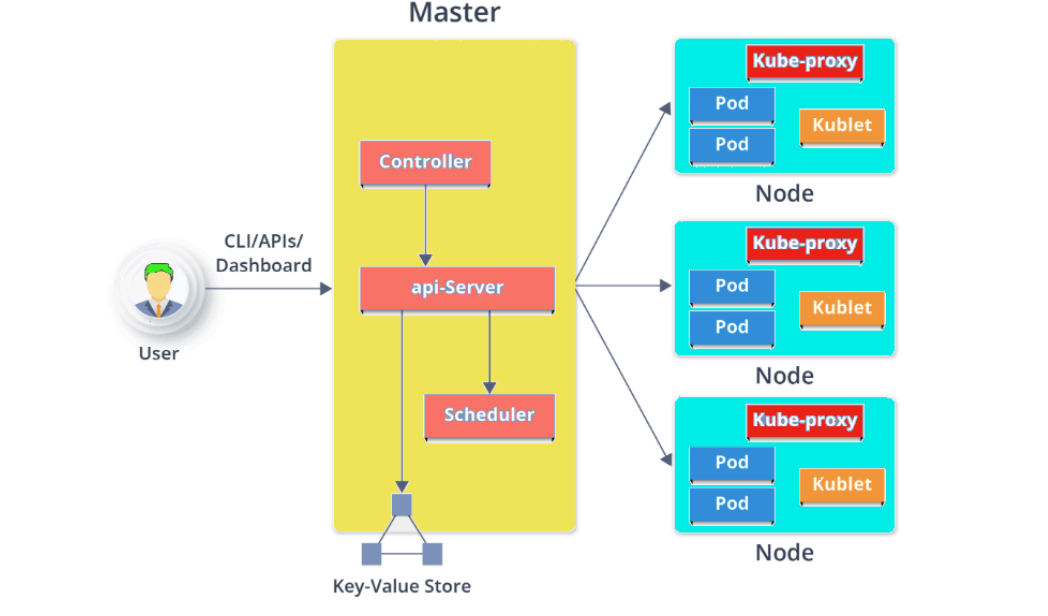 Master
Controller
api-Server
Scheduler
Key-Value Store
CLI/APIs/
Dashboard
User
Kube-proxy
Pod
Pod
Kublet
Node
Kube-proxy
Pod
Pod
Kublet
Node
Kube-proxy
Pod
Pod
Kublet
Node